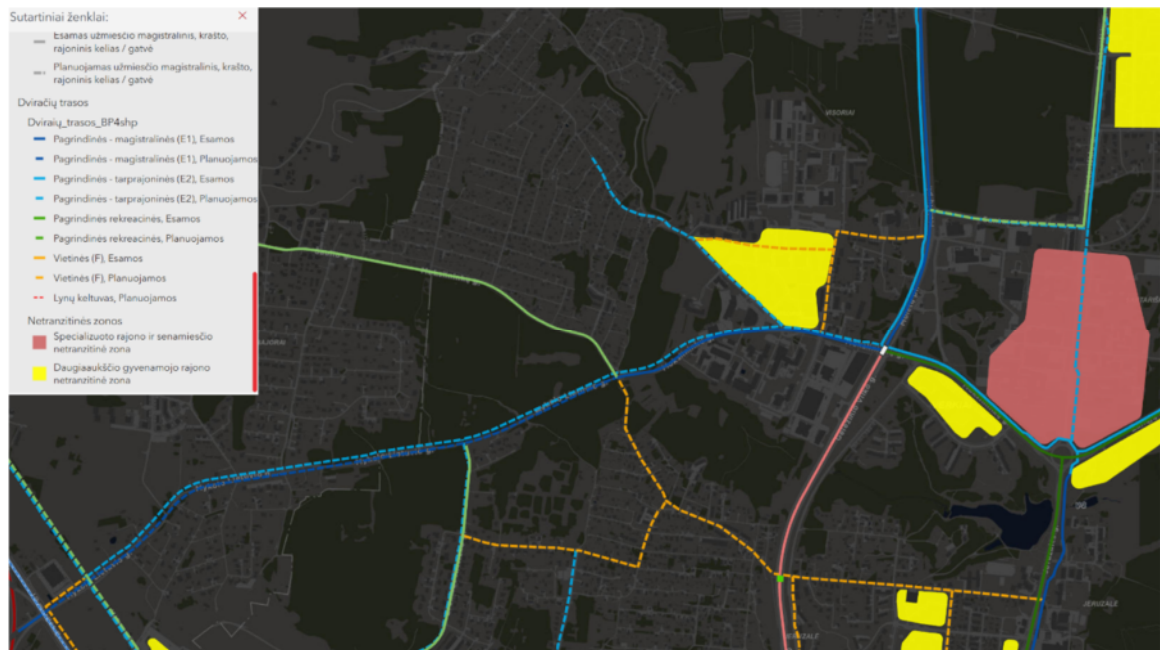 Sutartiniai ženklai:
Esamas užmiesčio magistralinis, krašto,
rajoninis kelias / gatvė
Planuojamas užmiesčio magistralinis, krašto,
rajoninis kelias / gatvė
Dviračių trasos
Dviraių_trasos_BP4shp
Pagrindinės - magistralinės (E1), Esamos
Pagrindinės - magistralinės (E1), Planuojamos
Pagrindinės - tarprajoninės (E2), Esamos
Pagrindinės - tarprajoninės (E2), Planuojamos
Pagrindinės rekreacinės, Esamos
Pagrindinės rekreacinės, Planuojamos
Vietinės (F), Esamos
Vietinės (F), Planuojamos
Lynų keltuvas, Planuojamos
Netranzitinės zonos
Specializuoto rajono ir senamiesčio
netranzitinė zona
Daugiaaukščio gyvenamojo rajono
netranzitinė zona
VISORIAI
JERUZALĖ
JERUZALĖ